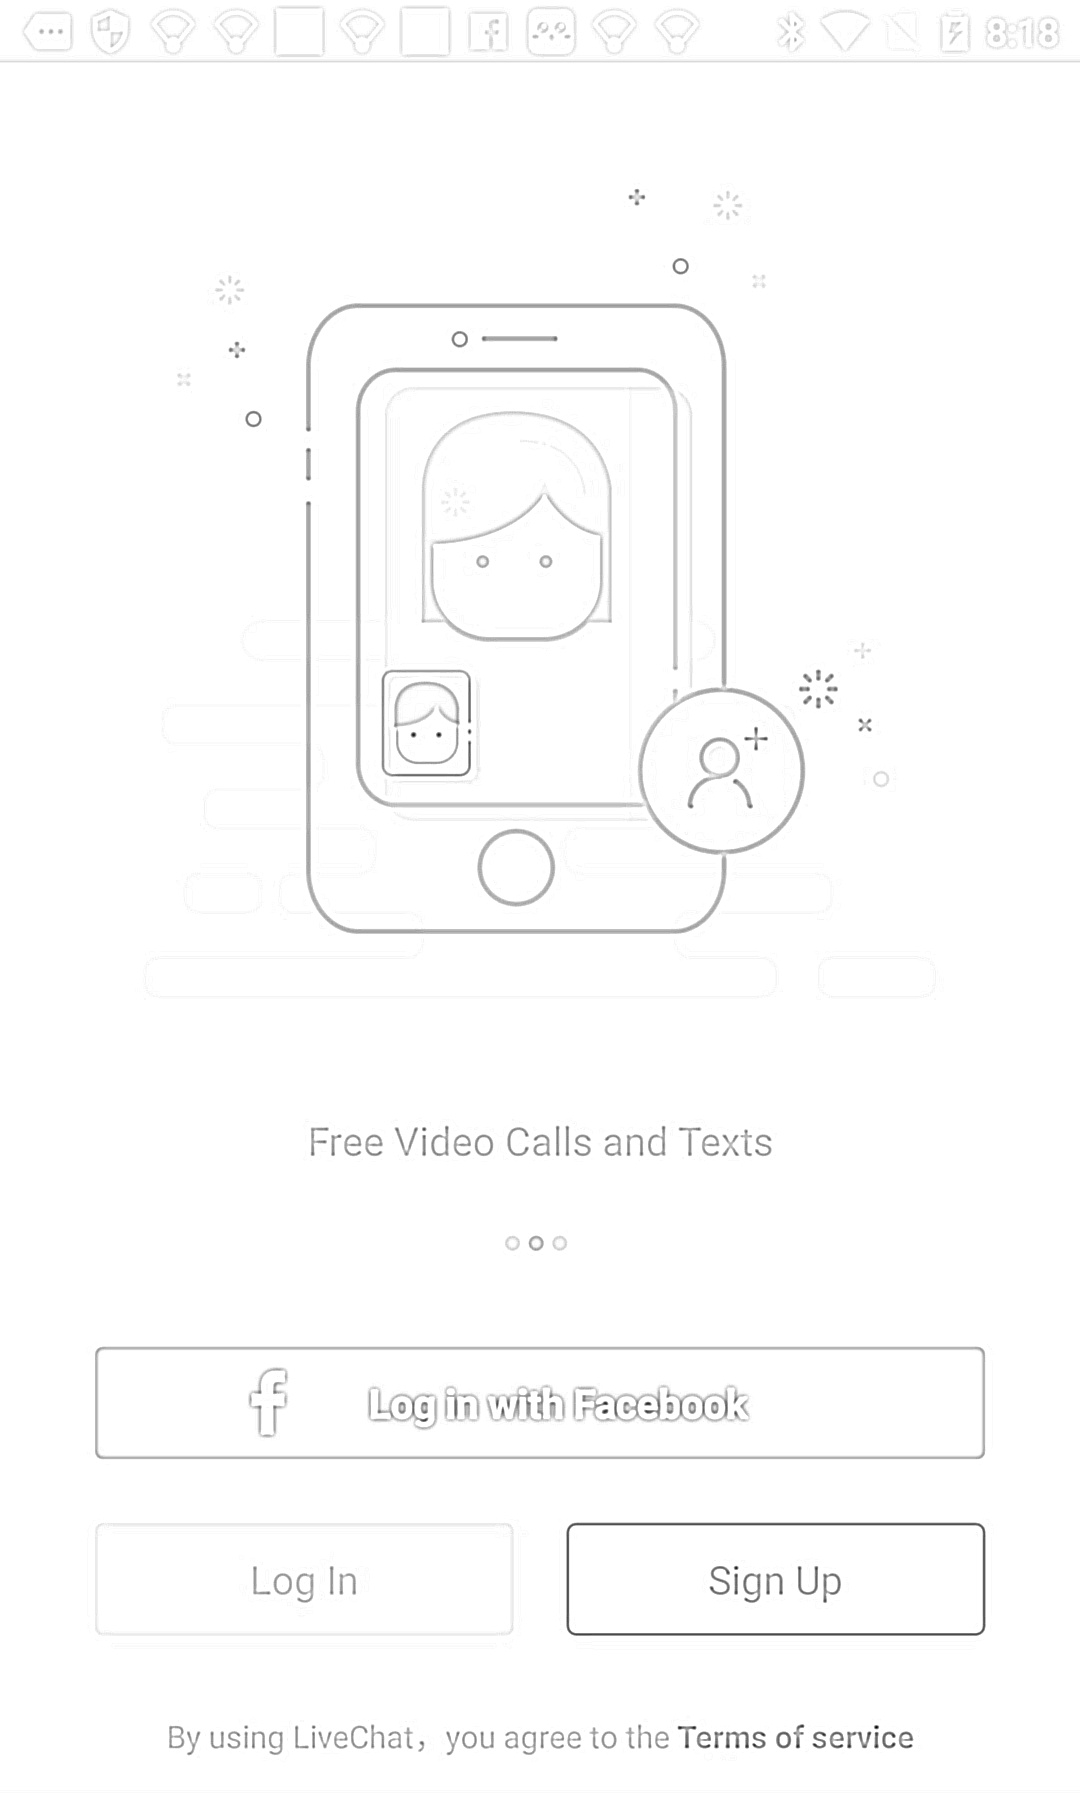 8:18
Free Video Calls and Texts
Log in with Facebook
Log In
Sign Up
By using LiveChat，you agree to the Terms of service